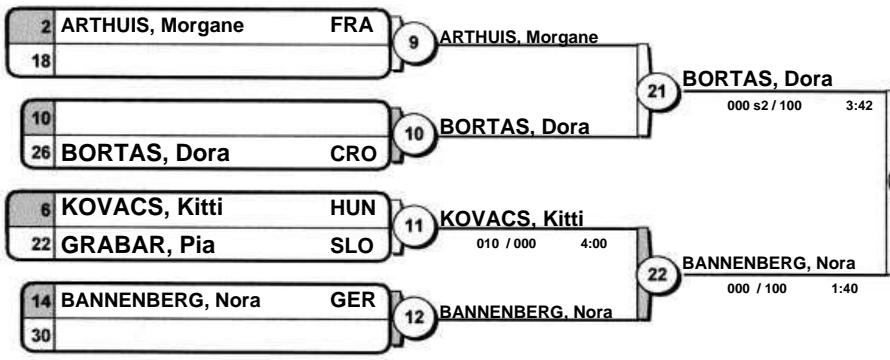 2 ARTHUIS, Morgane FRA
18
9
ARTHUIS, Morgane
10
26 BORTAS, Dora CRO
10
BORTAS, Dora
21
BORTAS, Dora
000 s2 / 100 3:42
6 KOVACS, Kitti HUN
22 GRABAR, Pia SLO
11
KOVACS, Kitti
010 / 000 4:00
14 BANNENBERG, Nora GER
30
12
BANNENBERG, Nora
22
BANNENBERG, Nora
000 / 100 1:40